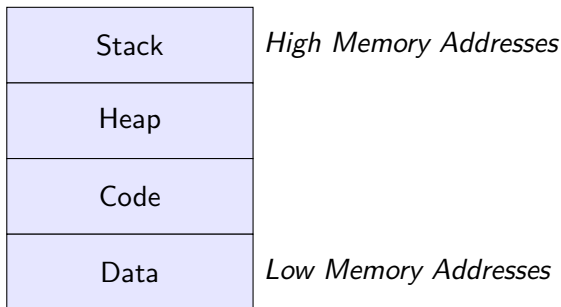 Stack
High Memory Addresses
Heap
Code
Data
Low Memory Addresses